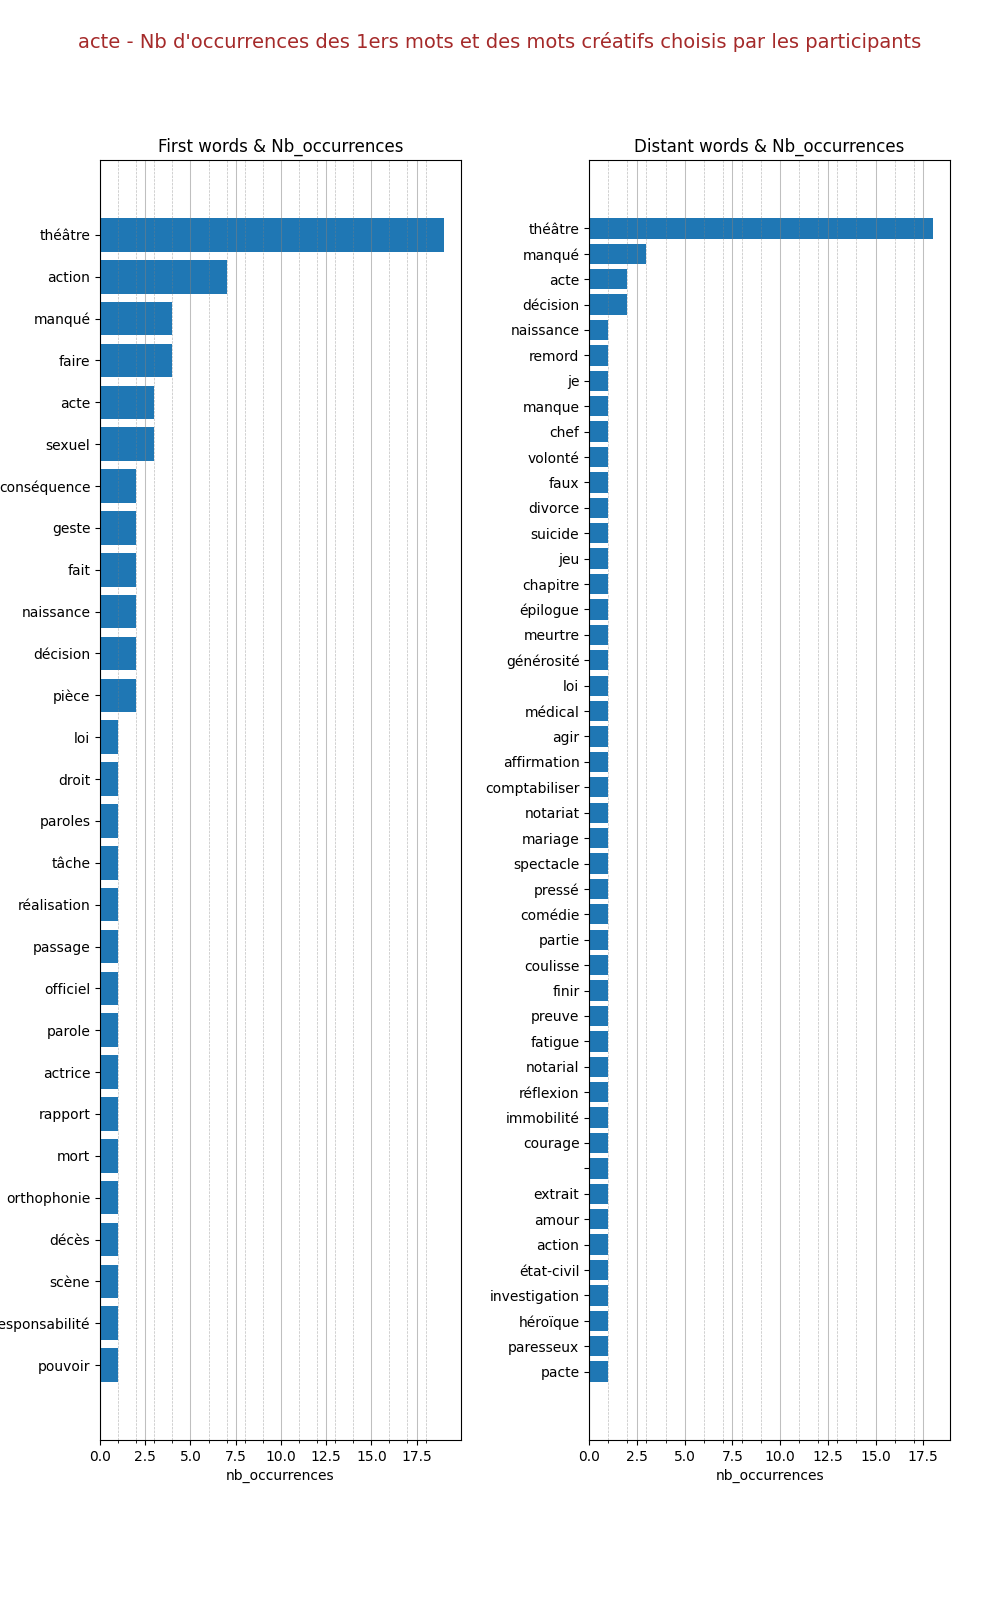 acte - Nb d'occurrences des 1ers mots et des mots créatifs choisis par les participants
First words & Nb_occurrences
théâtre
action
manqué
faire
acte
sexuel
conséquence
geste
fait
naissance
décision
pièce
loi
droit
paroles
tâche
réalisation
passage
officiel
parole
actrice
rapport
mort
orthophonie
décès
scène
esponsabilité
pouvoir
0.0 2.5 5.0 7.5 10.0 12.5 15.0 17.5
nb_occurrences
Distant words & Nb_occurrences
théâtre
manqué
acte
décision
naissance
remord
je
manque
chef
volonté
faux
divorce
suicide
jeu
chapitre
épilogue
meurtre
générosité
loi
médical
agir
affirmation
comptabiliser
notariat
mariage
spectacle
pressé
comédie
partie
coulisse
finir
preuve
fatigue
notarial
réflexion
immobilité
courage
extrait
amour
action
état-civil
investigation
héroïque
paresseux
pacte
0.0 2.5 5.0 7.5 10.0 12.5 15.0 17.5
nb_occurrences